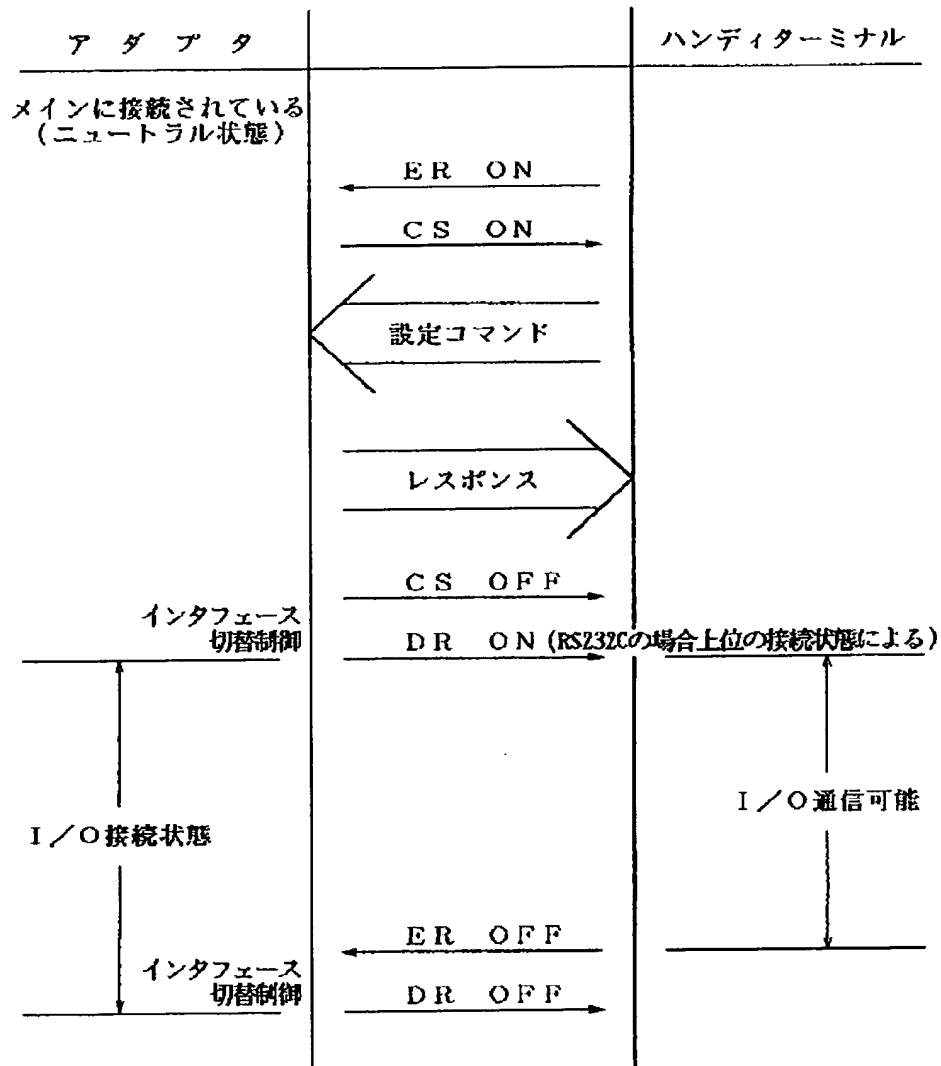 アダプタ
ハンディターミナル
メインに接続されている
(ニュートラル状態)
ER ON
CS ON
設定コマンド
レスポンス
CS OFF
インタフェース
切替制御
DR ON (RS232Cの場合上位の接続状態による)
I/O通信可能
I/O接続状態
ER OFF
インタフェース
切替制御
DR OFF